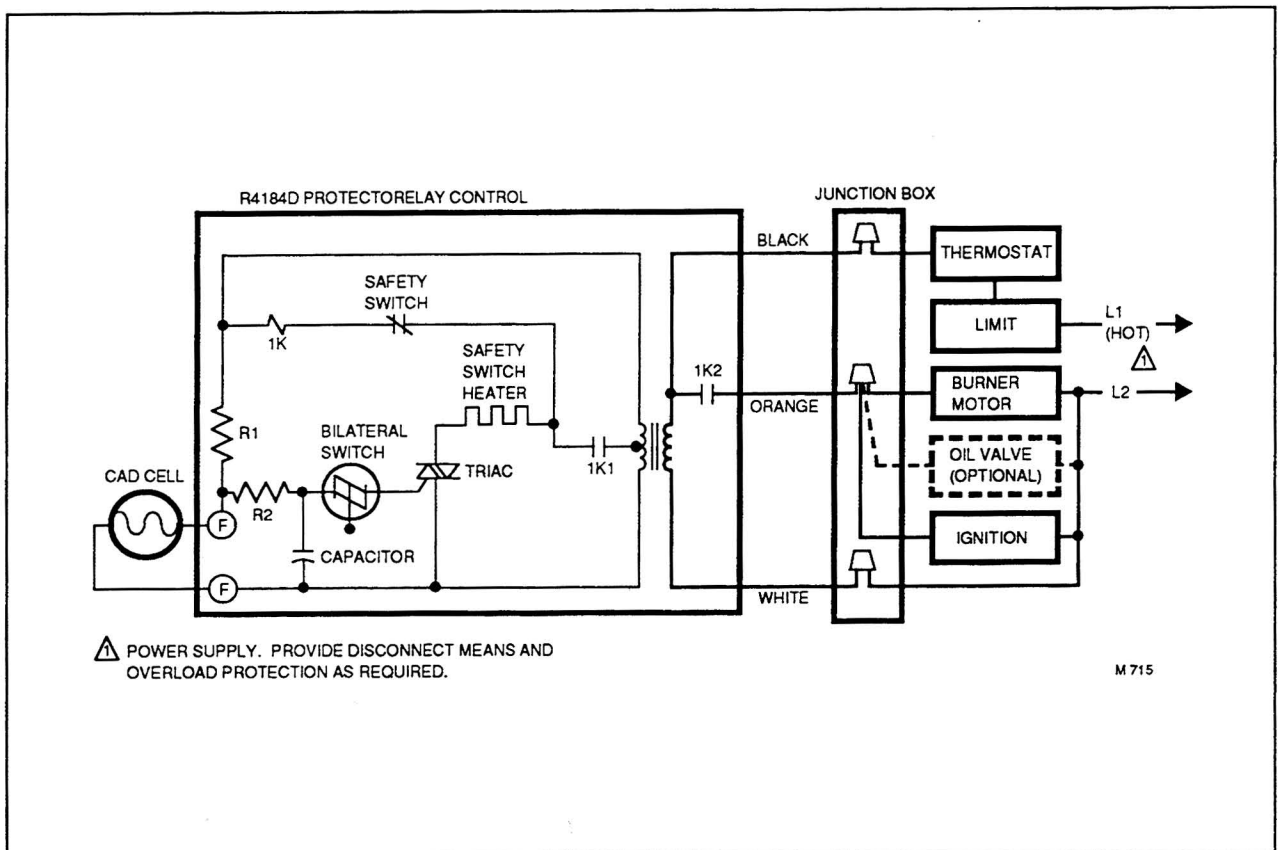 R4184D PROTECTORELAY CONTROL
JUNCTION BOX
BLACK
THERMOSTAT
SAFETY
SWITCH
1K
LIMIT
L1
(HOT)
1
SAFETY
SWITCH
HEATER
1K2
ORANGE
BURNER
MOTOR
L2
R1
BILATERAL
SWITCH
TRIAC
1K1
OIL VALVE
(OPTIONAL)
CAD CELL
R2
F
CAPACITOR
IGNITION
F
WHITE
1 POWER SUPPLY. PROVIDE DISCONNECT MEANS AND
OVERLOAD PROTECTION AS REQUIRED.
M 715